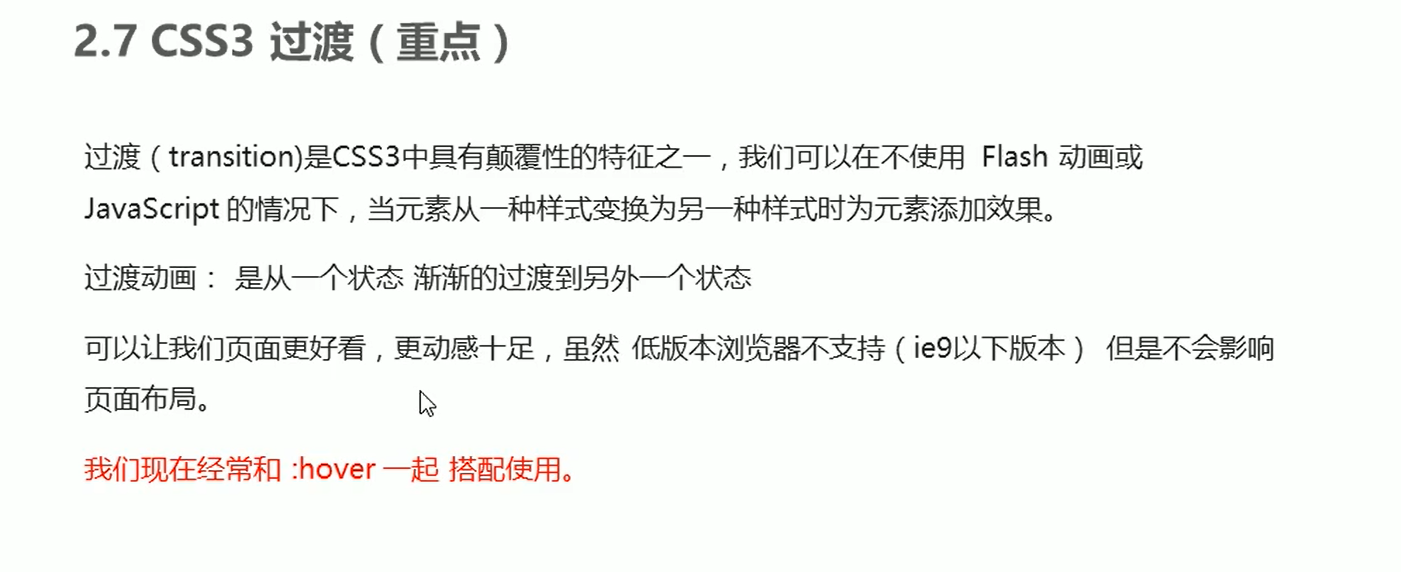 2.7 CSS3 过渡（重点）
过渡（transition)是CSS3中具有颠覆性的特征之一，我们可以在不使用 Flash 动画或
JavaScript 的情况下，当元素从一种样式变换为另一种样式时为元素添加效果。
过渡动画： 是从一个状态 渐渐的过渡到另外一个状态
可以让我们页面更好看，更动感十足，虽然 低版本浏览器不支持（ie9以下版本） 但是不会影响
页面布局。
我们现在经常和 :hover 一起 搭配使用。